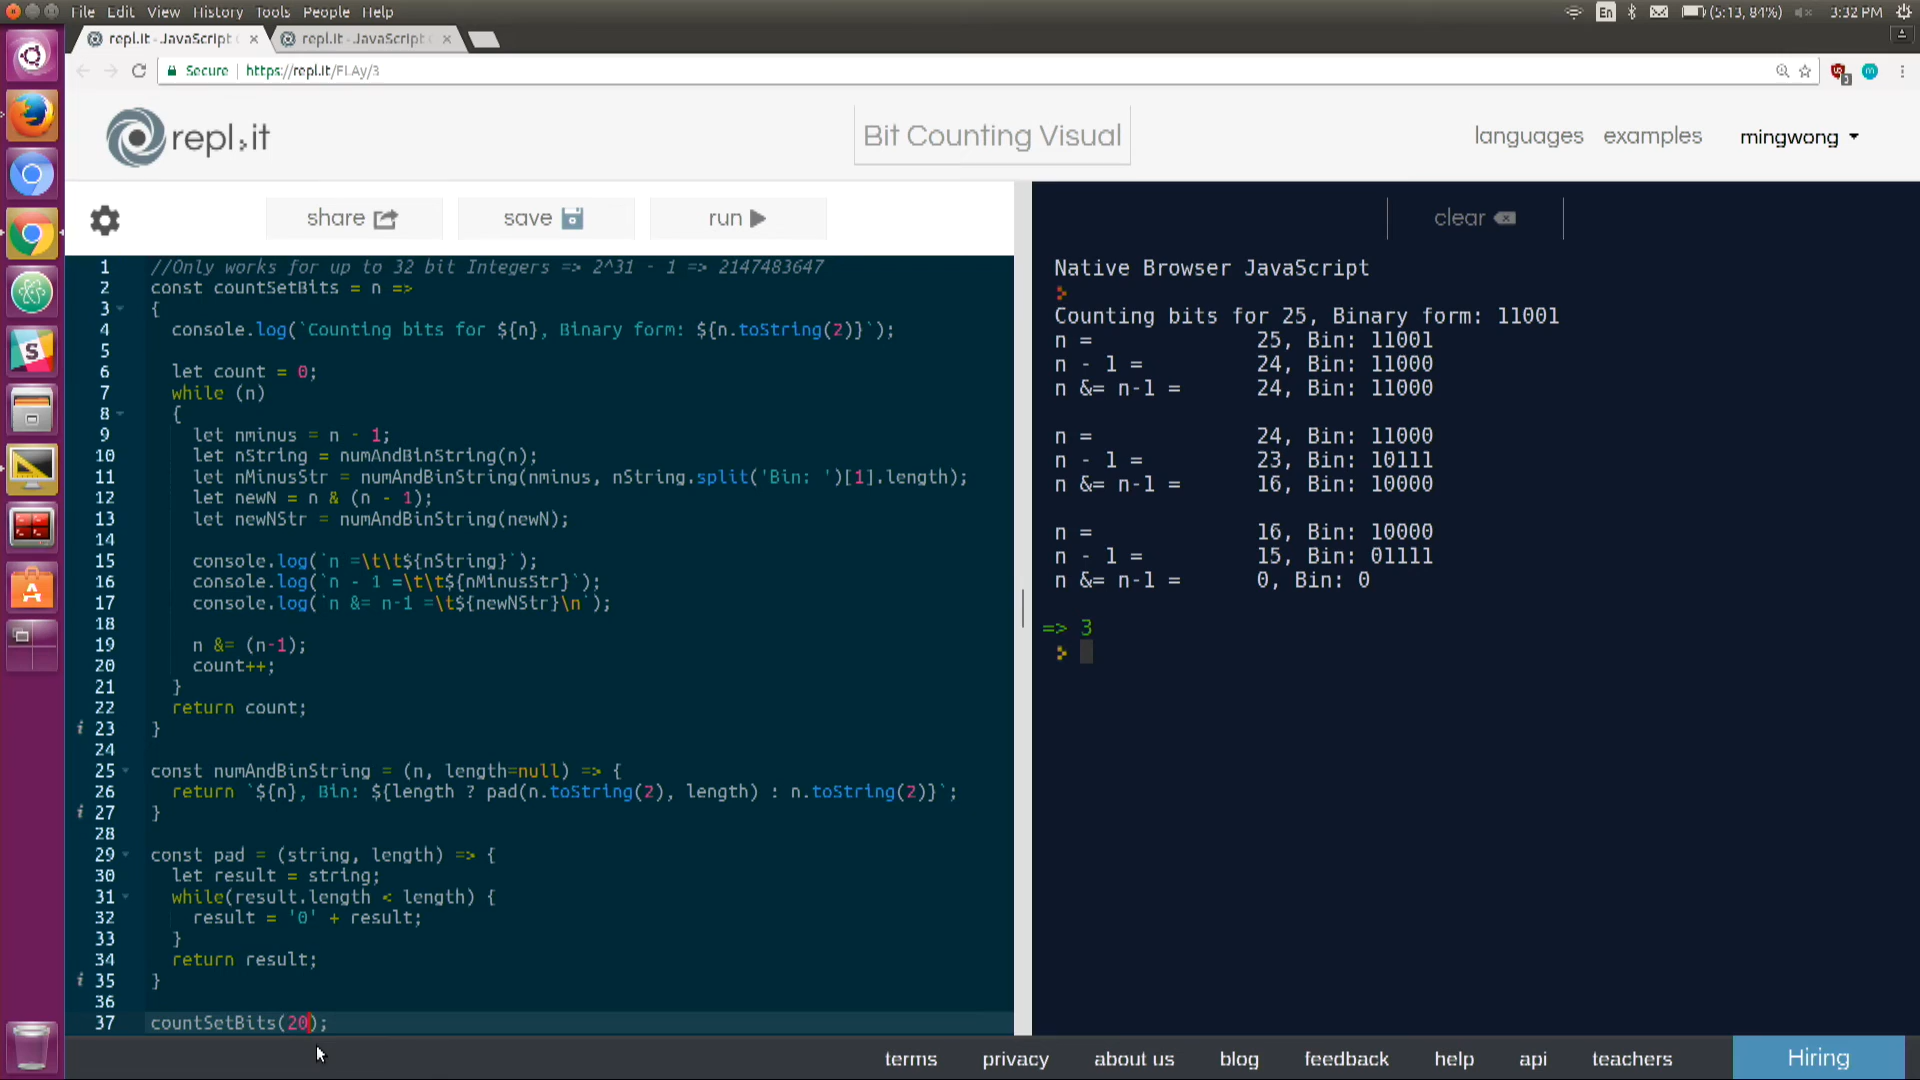 File Edit View History Tools People Help
En (5:13, 84%) 3:32 PM
repl.it - JavaScript
repl.it - JavaScript
Secure https://repl.it/FLAy/3
repl.it
Bit Counting Visual
languages examples mingwong
share save run
clear
1 //Only works for up to 32 bit Integers => 2^31 - 1 => 2147483647
2 const countSetBits = n =>
3 {
4 console.log(`Counting bits for ${n}, Binary form: ${n.toString(2)}`);
5
6 let count = 0;
7 while (n)
8 {
9 let nminus = n - 1;
10 let nString = numAndBinString(n);
11 let nMinusStr = numAndBinString(nminus, nString.split('Bin: ')[1].length);
12 let newN = n & (n - 1);
13 let newNStr = numAndBinString(newN);
14
15 console.log(`n =\t\t${nString}`);
16 console.log(`n - 1 =\t\t${nMinusStr}`);
17 console.log(`n &= n-1 =\t${newNStr}\n`);
18
19 n &= (n-1);
20 count++;
21 }
22 return count;
23 }
24
25 const numAndBinString = (n, length=null) => {
26 return `${n}, Bin: ${length ? pad(n.toString(2), length) : n.toString(2)}`;
27 }
28
29 const pad = (string, length) => {
30 let result = string;
31 while(result.length < length) {
32 result = '0' + result;
33 }
34 return result;
35 }
36
37 countSetBits(20);
Native Browser JavaScript
>
Counting bits for 25, Binary form: 11001
n = 25, Bin: 11001
n - 1 = 24, Bin: 11000
n &= n-1 = 24, Bin: 11000
n = 24, Bin: 11000
n - 1 = 23, Bin: 10111
n &= n-1 = 16, Bin: 10000
n = 16, Bin: 10000
n - 1 = 15, Bin: 01111
n &= n-1 = 0, Bin: 0
=> 3
>
terms privacy about us blog feedback help api teachers Hiring